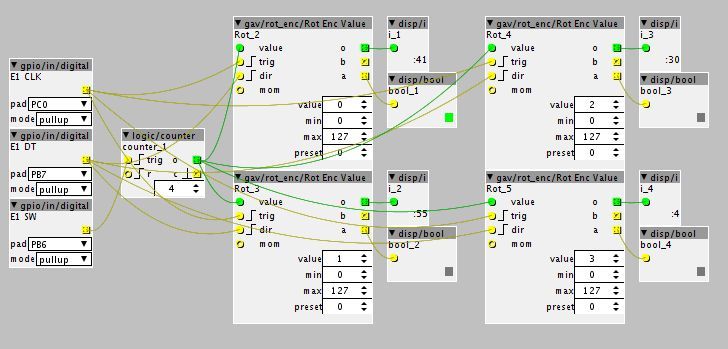 gpio/in/digital
E1 CLK
pad PC0
mode pullup
gpio/in/digital
E1 DT
pad PB7
mode pullup
gpio/in/digital
E1 SW
pad PB6
mode pullup
logic/counter
counter_1
trig o
r c
4
gav/rot_enc/Rot Enc Value
Rot_2
value o
trig b
dir a
mom
value 0
min 0
max 127
preset 0
disp/i
i_1
:41
disp/bool
bool_1
gav/rot_enc/Rot Enc Value
Rot_3
value o
trig b
dir a
mom
value 1
min 0
max 127
preset 0
disp/i
i_2
:55
disp/bool
bool_2
gav/rot_enc/Rot Enc Value
Rot_4
value o
trig b
dir a
mom
value 2
min 0
max 127
preset 0
disp/i
i_3
:30
disp/bool
bool_3
gav/rot_enc/Rot Enc Value
Rot_5
value o
trig b
dir a
mom
value 3
min 0
max 127
preset 0
disp/i
i_4
:4
disp/bool
bool_4